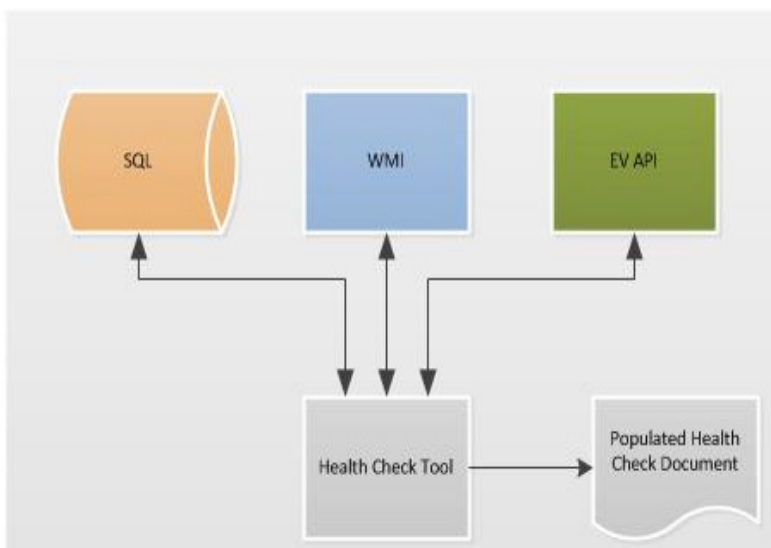 SQL
WMI
EV API
Health Check Tool
Populated Health
Check Document